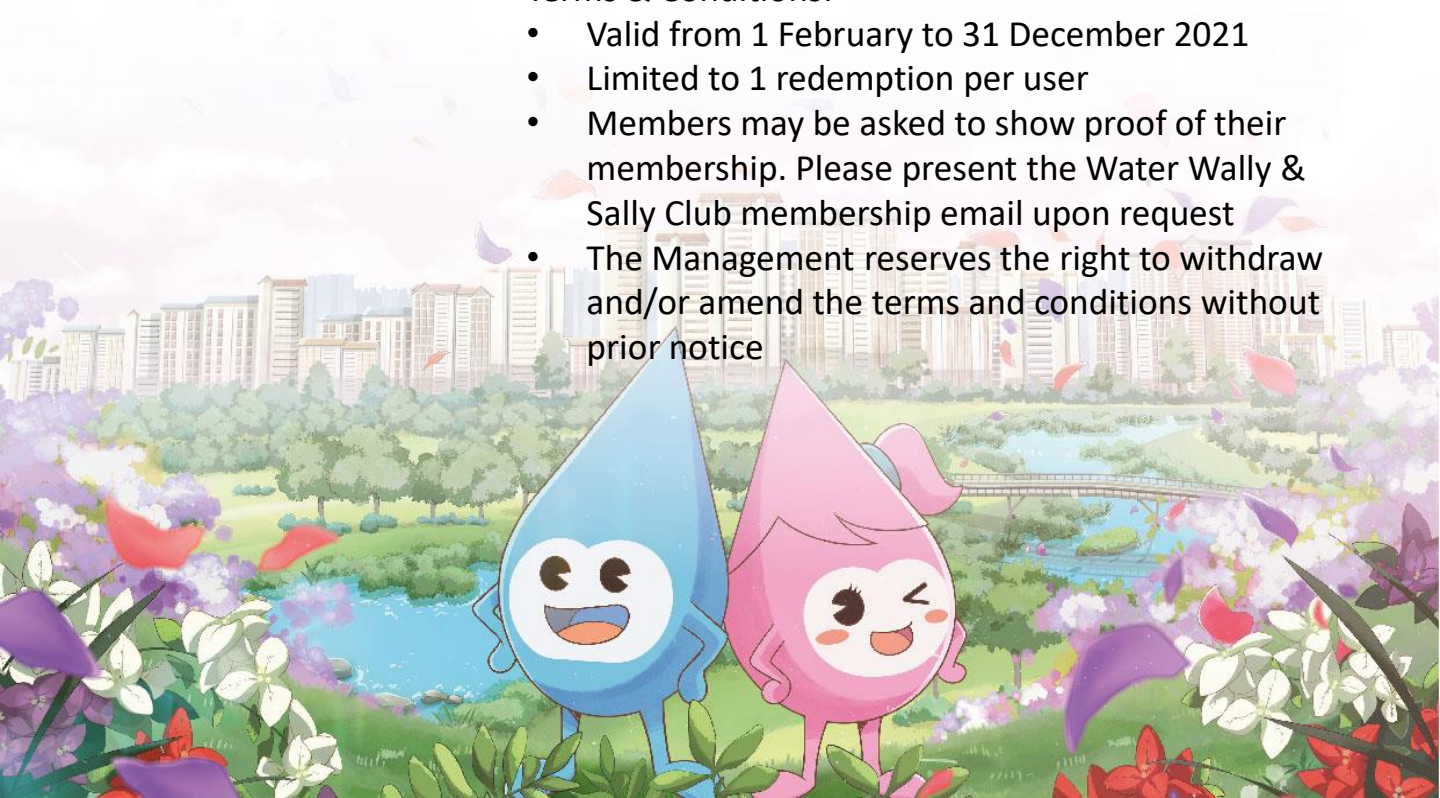 Terms & Conditions:
• Valid from 1 February to 31 December 2021
• Limited to 1 redemption per user
• Members may be asked to show proof of their
membership. Please present the Water Wally &
Sally Club membership email upon request
• The Management reserves the right to withdraw
and/or amend the terms and conditions without
prior notice